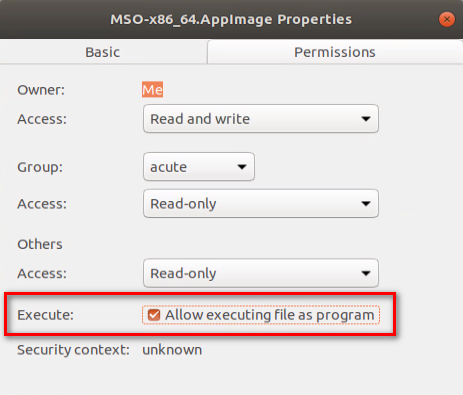 MSO-x86_64.AppImage Properties
Basic Permissions
Owner: Me
Access: Read and write
Group: acute
Access: Read-only
Others
Access: Read-only
Execute: Allow executing file as program
Security context: unknown